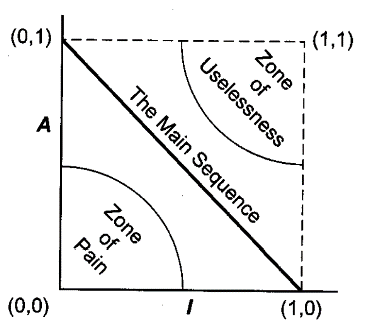 (0,1)
(1,1)
Zone
of
Uselessness
A
The Main Sequence
Zone
of
Pain
(0,0)
I
(1,0)